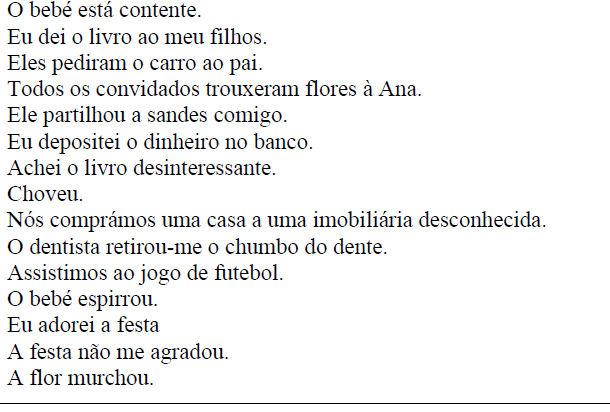 O bebé está contente.
Eu dei o livro ao meu filhos.
Eles pediram o carro ao pai.
Todos os convidados trouxeram flores à Ana.
Ele partilhou a sandes comigo.
Eu depositei o dinheiro no banco.
Achei o livro desinteressante.
Choveu.
Nós comprámos uma casa a uma imobiliária desconhecida.
O dentista retirou-me o chumbo do dente.
Assistimos ao jogo de futebol.
O bebé espirrou.
Eu adorei a festa
A festa não me agradou.
A flor murchou.